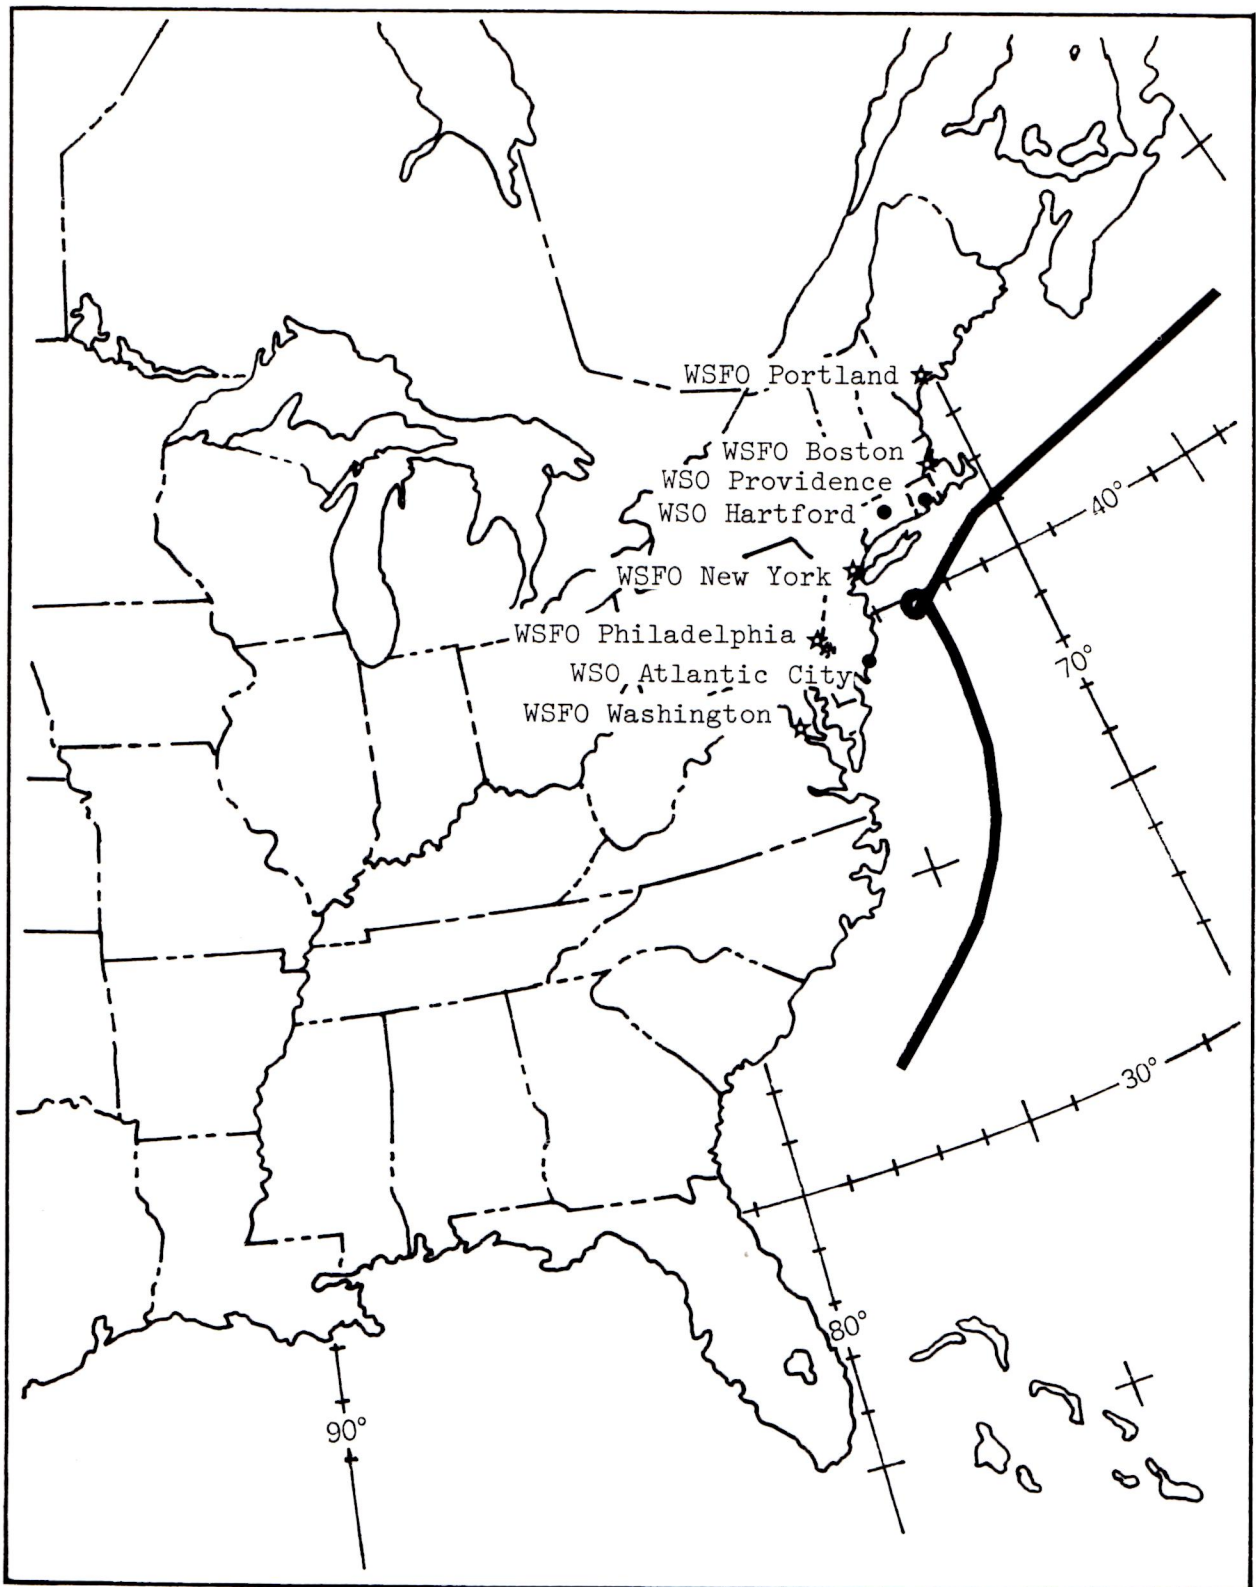 WSFO Portland
WSFO Boston
WSO Providence
40°
WSO Hartford
WSFO New York
WSFO Philadelphia
70°
WSO Atlantic City
WSFO Washington
30°
80°
90°